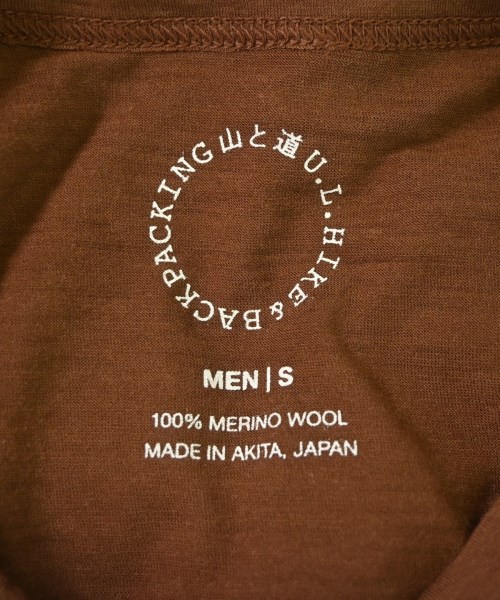 山と道 U.L. HIKE & BACKPACKING
MEN | S
100% MERINO WOOL
MADE IN AKITA, JAPAN